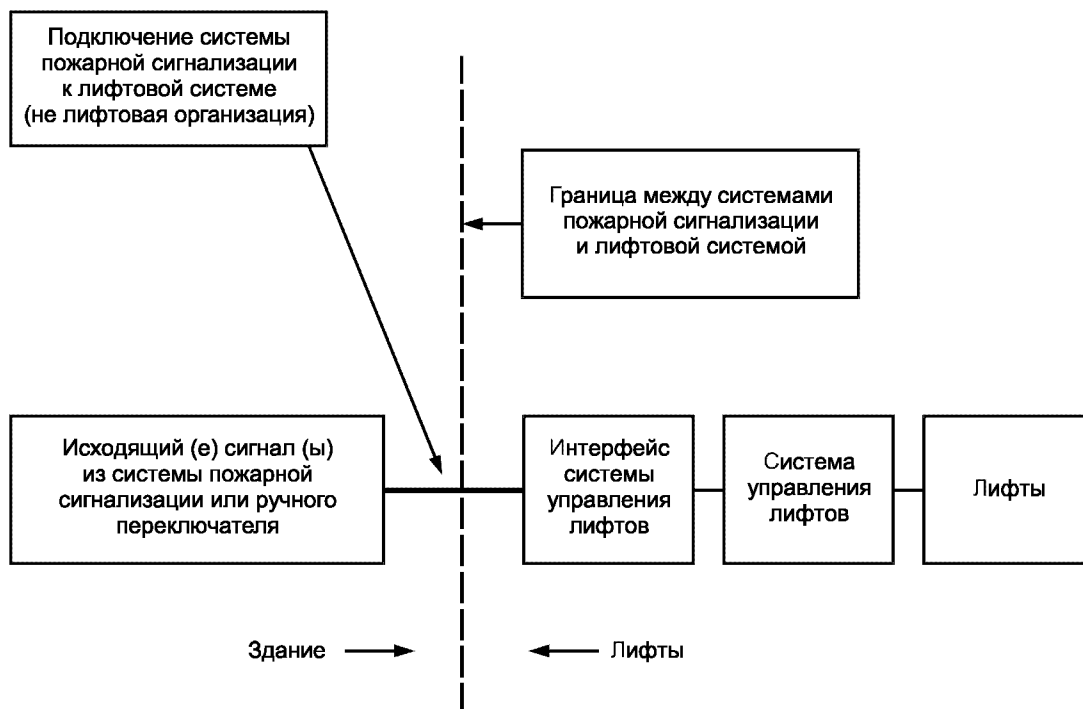 Подключение системы
пожарной сигнализации
к лифтовой системе
(не лифтовая организация)
Граница между системами
пожарной сигнализации
и лифтовой системой
Исходящий (е) сигнал (ы)
из системы пожарной
сигнализации или ручного
переключателя
Интерфейс
системы
управления
лифтов
Система
управления
лифтов
Лифты
Здание
Лифты